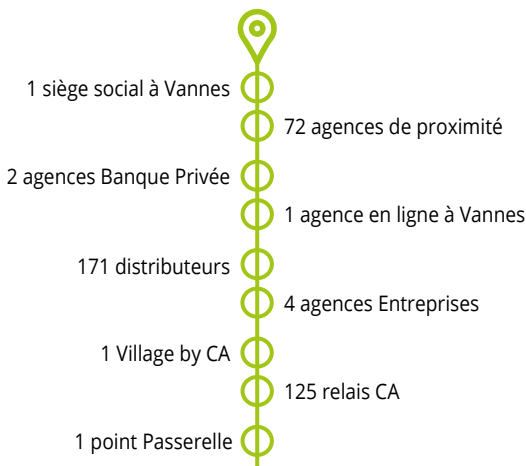 1 siège social à Vannes
72 agences de proximité
2 agences Banque Privée
1 agence en ligne à Vannes
171 distributeurs
4 agences Entreprises
1 Village by CA
125 relais CA
1 point Passerelle